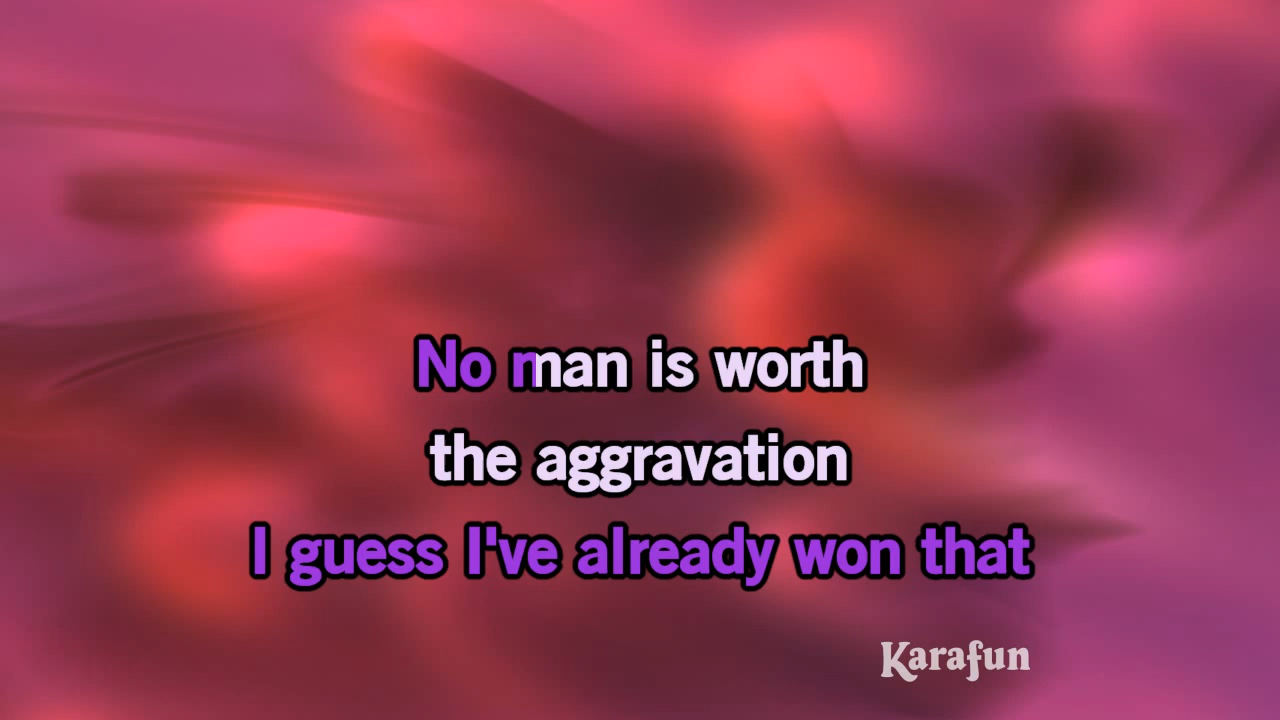 No man is worth
the aggravation
I guess I've already won that
Karafun